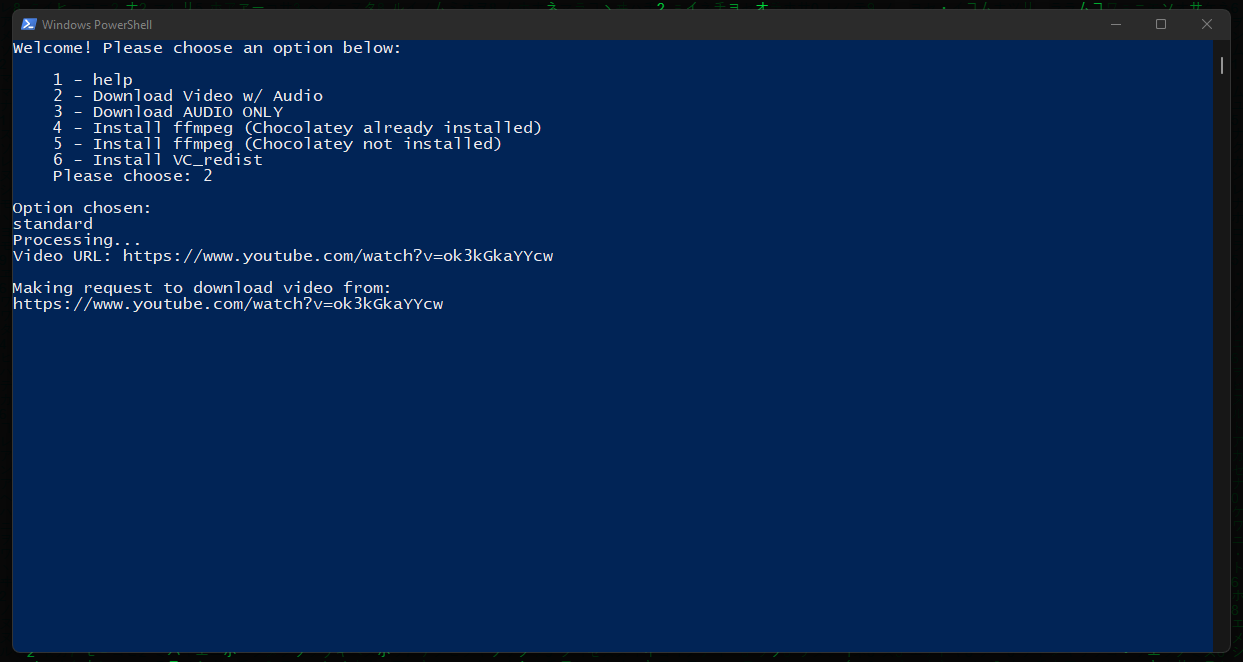 Windows PowerShell
Welcome! Please choose an option below:
1 - help
2 - Download Video w/ Audio
3 - Download AUDIO ONLY
4 - Install ffmpeg (Chocolatey already installed)
5 - Install ffmpeg (Chocolatey not installed)
6 - Install VC_redist
Please choose: 2
Option chosen:
standard
Processing...
Video URL: https://www.youtube.com/watch?v=ok3kGkaYYcw
Making request to download video from:
https://www.youtube.com/watch?v=ok3kGkaYYcw